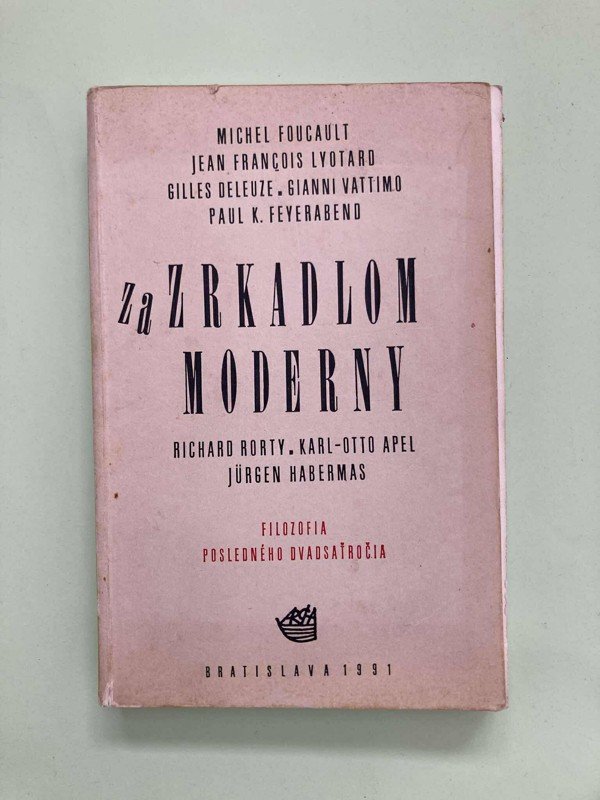 MICHEL FOUCAULT
JEAN FRANÇOIS LYOTARD
GILLES DELEUZE ▪ GIANNI VATTIMO
PAUL K. FEYERABEND
za ZRKADLOM
MODERNY
RICHARD RORTY ▪ KARL-OTTO APEL
JÜRGEN HABERMAS
FILOZOFIA
POSLEDNÉHO DVADSAŤROČIA
ARCHA
BRATISLAVA 1991